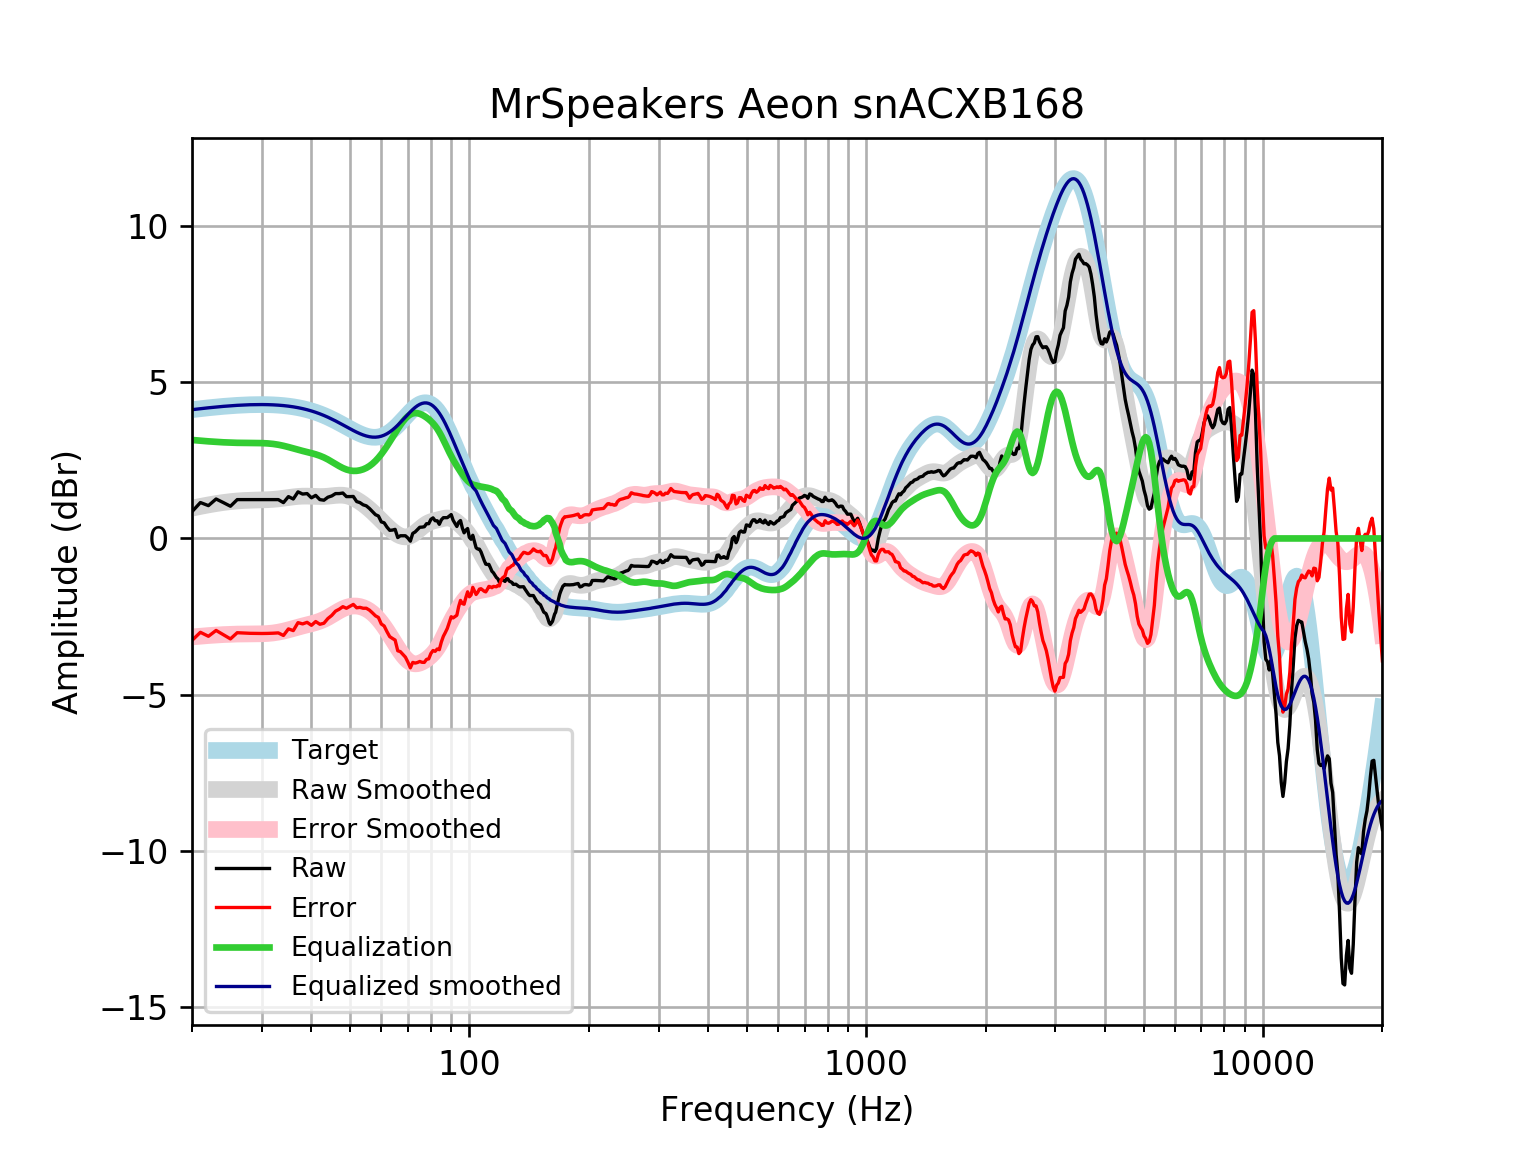 MrSpeakers Aeon snACXB168
Amplitude (dBr)
10
5
0
−5
−10
−15
Target
Raw Smoothed
Error Smoothed
Raw
Error
Equalization
Equalized smoothed
100
1000
10000
Frequency (Hz)